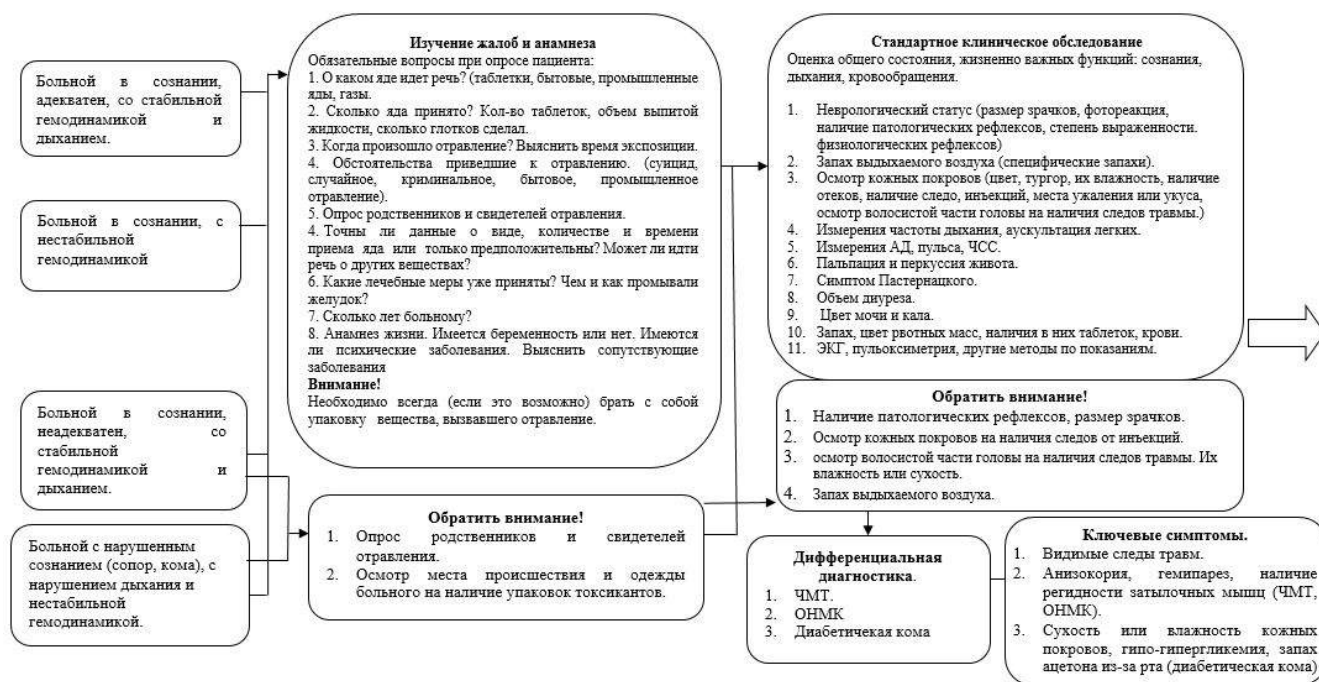 Больной в сознании,
адекватен, со стабильной
гемодинамикой и
дыханием.
Больной в сознании, с
нестабильной
гемодинамикой
Больной в сознании,
неадекватен, со
стабильной
гемодинамикой и
дыханием.
Больной с нарушенным
сознанием (сопор, кома), с
нарушением дыхания и
нестабильной
гемодинамикой.
Изучение жалоб и анамнеза
Обязательные вопросы при опросе пациента:
1. О каком яде идет речь? (таблетки, бытовые, промышленные
яды, газы.
2. Сколько яда принято? Кол-во таблеток, объем выпитой
жидкости, сколько глотков сделал.
3. Когда произошло отравление? Выяснить время экспозиции.
4. Обстоятельства приведшие к отравлению. (суицид,
случайное, криминальное, бытовое, промышленное
отравление).
5. Опрос родственников и свидетелей отравления.
4. Точны ли данные о виде, количестве и времени
приема яда или только предположительны? Может ли идти
речь о других веществах?
6. Какие лечебные меры уже приняты? Чем и как промывали
желудок?
7. Сколько лет больному?
8. Анамнез жизни. Имеется беременность или нет. Имеются
ли психические заболевания. Выяснить сопутствующие
заболевания
Внимание!
Необходимо всегда (если это возможно) брать с собой
упаковку вещества, вызвавшего отравление.
Обратить внимание!
1. Опрос родственников и свидетелей
отравления.
2. Осмотр места происшествия и одежды
больного на наличие упаковок токсикантов.
Стандартное клиническое обследование
Оценка общего состояния, жизненно важных функций: сознания,
дыхания, кровообращения.
1. Неврологический статус (размер зрачков, фотореакция,
наличие патологических рефлексов, степень выраженности.
физиологических рефлексов)
2. Запах выдыхаемого воздуха (специфические запахи).
3. Осмотр кожных покровов (цвет, тургор, их влажность, наличие
отеков, наличие следо, инъекций, места ужаления или укуса,
осмотр волосистой части головы на наличия следов травмы.)
4. Измерения частоты дыхания, аускультация легких.
5. Измерения АД, пульса, ЧСС.
6. Пальпация и перкуссия живота.
7. Симптом Пастернацкого.
8. Объем диуреза.
9. Цвет мочи и кала.
10. Запах, цвет рвотных масс, наличия в них таблеток, крови.
11. ЭКГ, пульоксиметрия, другие методы по показаниям.
Обратить внимание!
1. Наличие патологических рефлексов, размер зрачков.
2. Осмотр кожных покровов на наличия следов от инъекций.
3. осмотр волосистой части головы на наличия следов травмы. Их
влажность или сухость.
4. Запах выдыхаемого воздуха.
Дифференциальная
диагностика.
1. ЧМТ.
2. ОНМК
3. Диабетичекая кома
Ключевые симптомы.
1. Видимые следы травм.
2. Анизокория, гемипарез, наличие
регидности затылочных мышц (ЧМТ,
ОНМК).
3. Сухость или влажность кожных
покровов, гипо-гипергликемия, запах
ацетона из-за рта (диабетическая кома)